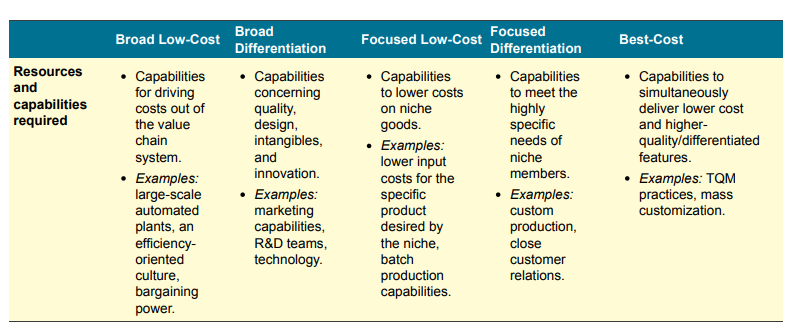 Broad Low-Cost
Broad
Differentiation
Focused Low-Cost
Focused
Differentiation
Best-Cost
Resources
and
capabilities
required
• Capabilities
for driving
costs out of
the value
chain
system.
• Examples:
large-scale
automated
plants, an
efficiency-
oriented
culture,
bargaining
power.
• Capabilities
concerning
quality,
design,
intangibles,
and
innovation.
• Examples:
marketing
capabilities,
R&D teams,
technology.
• Capabilities
to lower costs
on niche
goods.
• Examples:
lower input
costs for the
specific
product
desired by
the niche,
batch
production
capabilities.
• Capabilities
to meet the
highly
specific
needs of
niche
members.
• Examples:
custom
production,
close
customer
relations.
• Capabilities to
simultaneously
deliver lower cost
and higher-
quality/differentiated
features.
• Examples: TQM
practices, mass
customization.